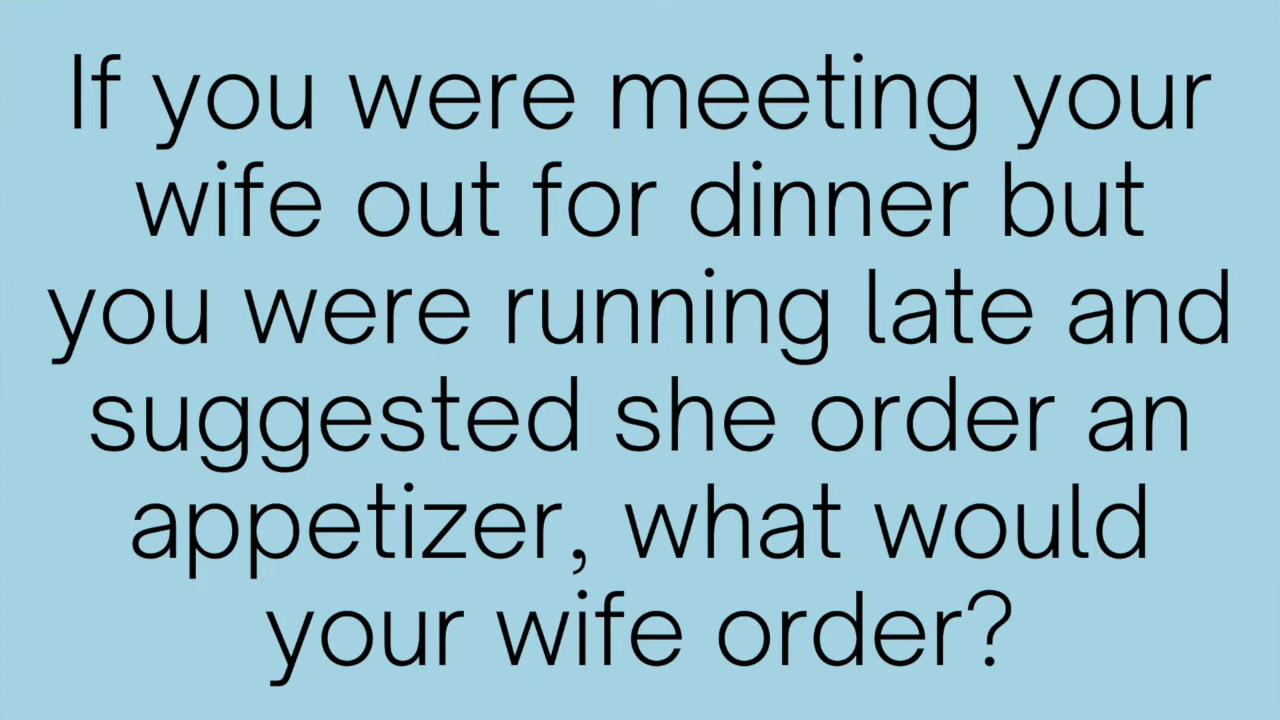 If you were meeting your
wife out for dinner but
you were running late and
suggested she order an
appetizer, what would
your wife order?